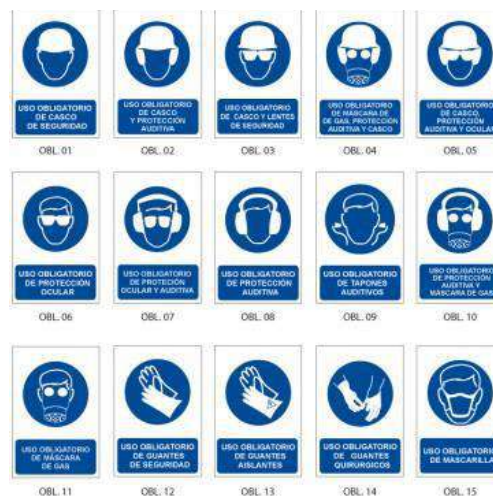 USO OBLIGATORIO
DE CASCO
DE SEGURIDAD
OBL. 01
USO OBLIGATORIO
DE CASCO
Y PROTECCIÓN
AUDITIVA
OBL. 02
USO OBLIGATORIO
DE CASCO Y LENTES
DE SEGURIDAD
OBL. 03
USO OBLIGATORIO
DE MÁSCARA DE
DE GAS, PROTECCIÓN
AUDITIVA Y CASCO
OBL. 04
USO OBLIGATORIO
DE CASCO,
PROTECCIÓN
AUDITIVA Y OCULAR
OBL. 05
USO OBLIGATORIO
DE PROTECCIÓN
OCULAR
OBL. 06
USO OBLIGATORIO
DE PROTECIÓN
OCULAR Y AUDITIVA
OBL. 07
USO OBLIGATORIO
DE PROTECCIÓN
AUDITIVA
OBL. 08
USO OBLIGATORIO
DE TAPONES
AUDITIVOS
OBL. 09
USO OBLIGATORIO
DE PROTECCIÓN
AUDITIVA Y
MÁSCARA DE GAS
OBL. 10
USO OBLIGATORIO
DE MÁSCARA
DE GAS
OBL. 11
USO OBLIGATORIO
DE GUANTES
DE SEGURIDAD
OBL. 12
USO OBLIGATORIO
DE GUANTES
AISLANTES
OBL. 13
USO OBLIGATORIO
DE GUANTES
QUIRURGICOS
OBL. 14
USO OBLIGATORIO
DE MASCARILLA
OBL. 15